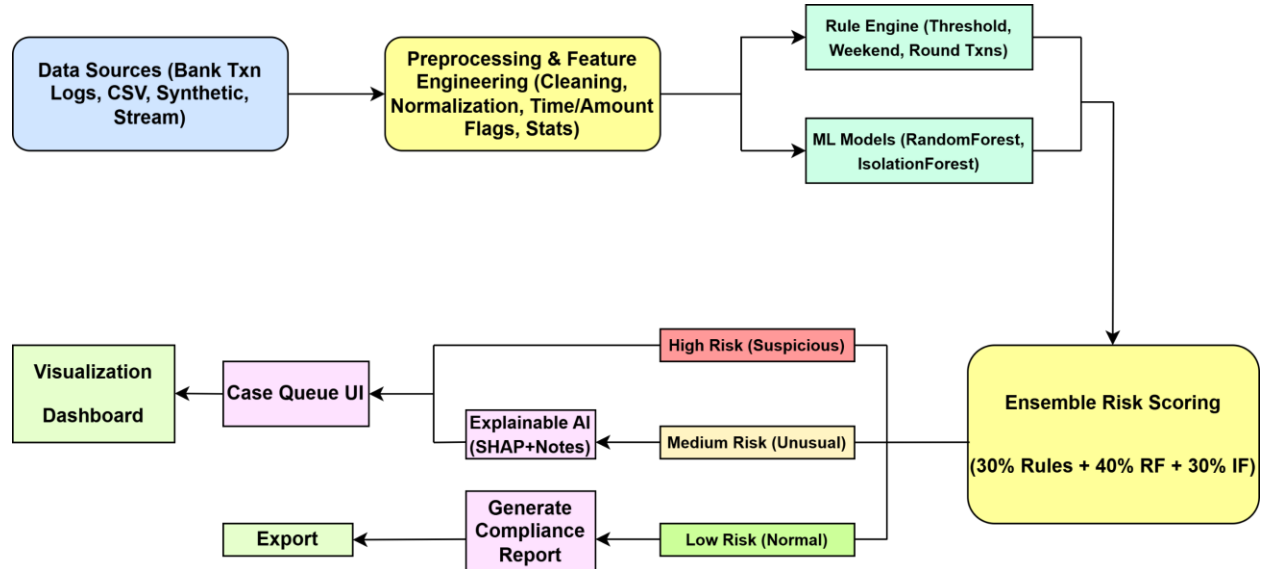 Data Sources (Bank Txn
Logs, CSV, Synthetic,
Stream)
Preprocessing & Feature
Engineering (Cleaning,
Normalization, Time/Amount
Flags, Stats)
Rule Engine (Threshold,
Weekend, Round Txns)
ML Models (RandomForest,
IsolationForest)
Visualization
Dashboard
Case Queue UI
High Risk (Suspicious)
Explainable AI
(SHAP+Notes)
Medium Risk (Unusual)
Ensemble Risk Scoring
(30% Rules + 40% RF + 30% IF)
Export
Generate
Compliance
Report
Low Risk (Normal)